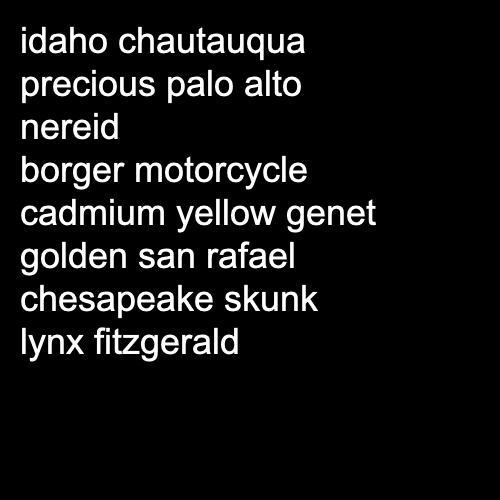 idaho chautauqua
precious palo alto
nereid
borger motorcycle
cadmium yellow genet
golden san rafael
chesapeake skunk
lynx fitzgerald